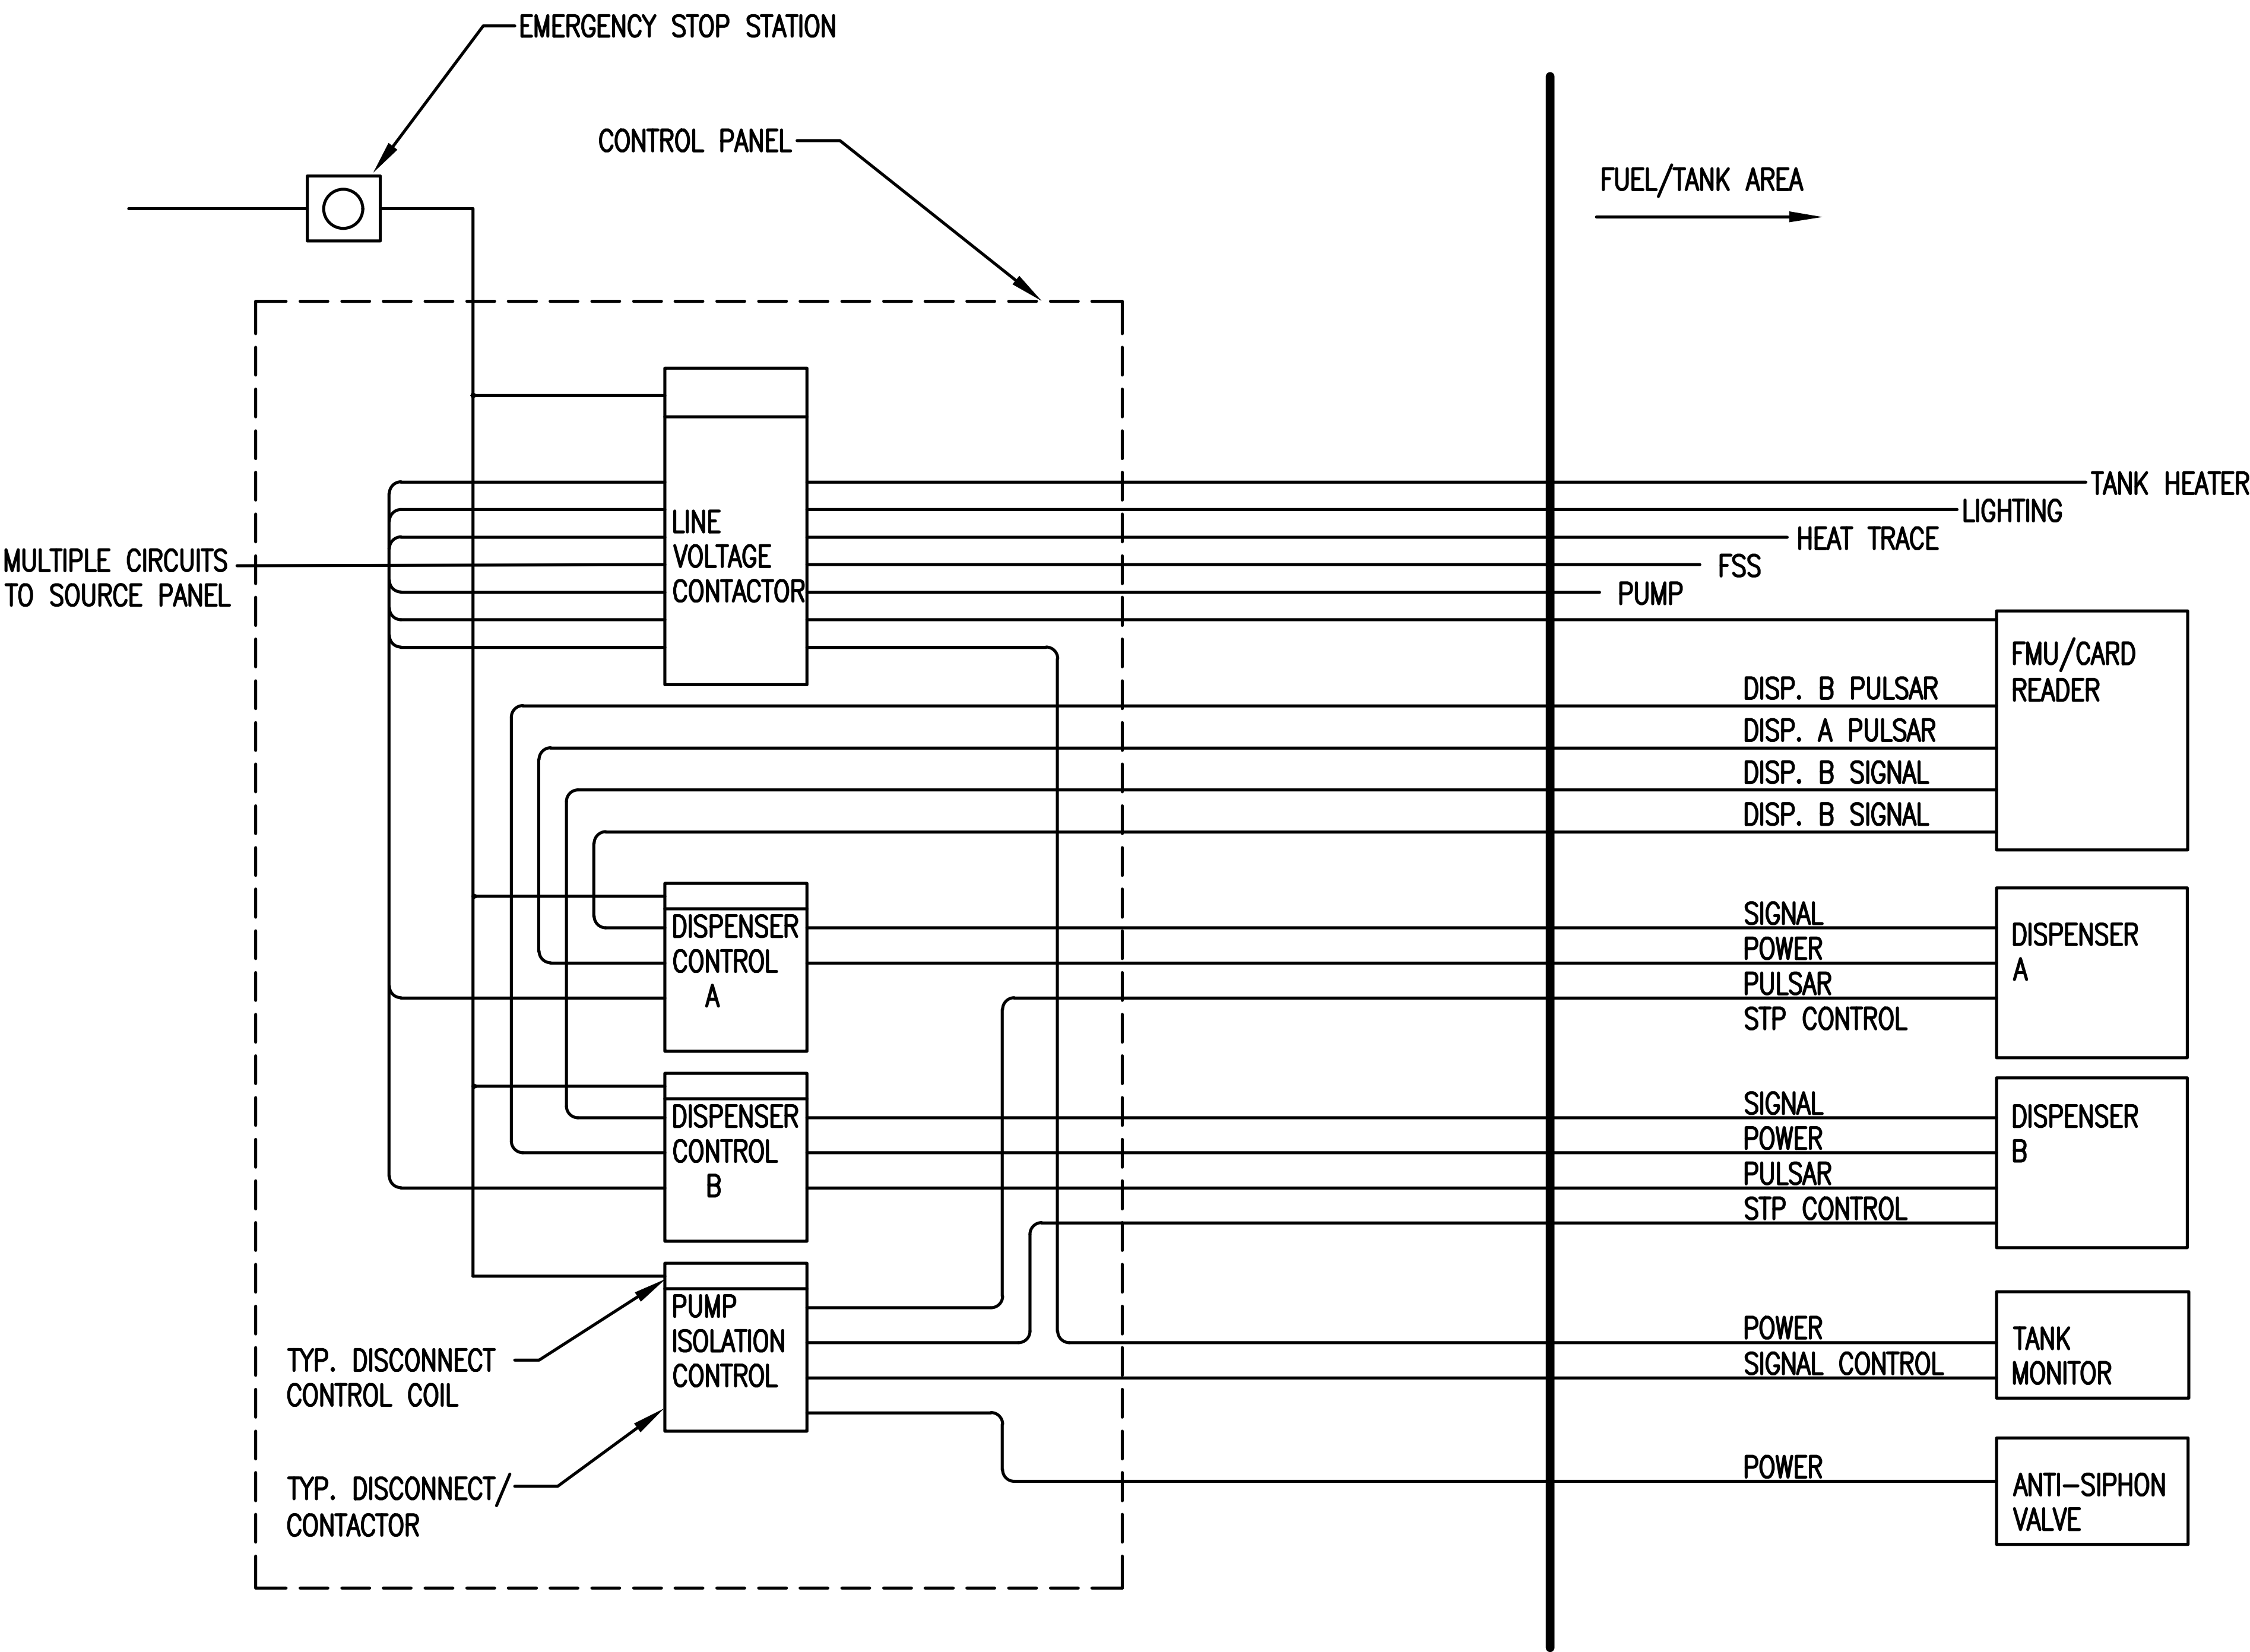 EMERGENCY STOP STATION
CONTROL PANEL
FUEL/TANK AREA
TANK HEATER
LIGHTING
HEAT TRACE
FSS
PUMP
MULTIPLE CIRCUITS
TO SOURCE PANEL
LINE
VOLTAGE
CONTACTOR
FMU/CARD
READER
DISP. B PULSAR
DISP. A PULSAR
DISP. B SIGNAL
DISP. B SIGNAL
DISPENSER
CONTROL
A
SIGNAL
POWER
PULSAR
STP CONTROL
DISPENSER
A
DISPENSER
CONTROL
B
SIGNAL
POWER
PULSAR
STP CONTROL
DISPENSER
B
PUMP
ISOLATION
CONTROL
TYP. DISCONNECT
CONTROL COIL
TYP. DISCONNECT/
CONTACTOR
POWER
SIGNAL CONTROL
TANK
MONITOR
POWER
ANTI-SIPHON
VALVE